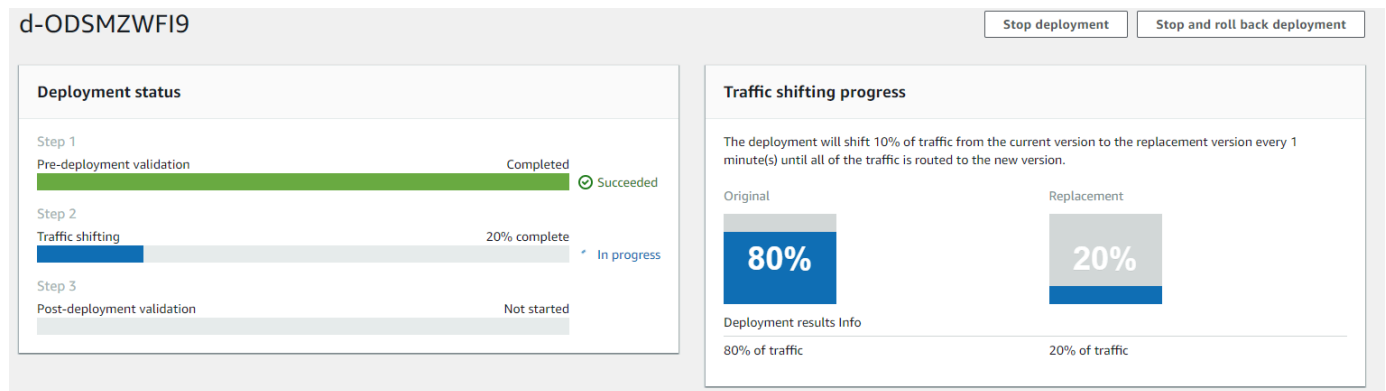 d-ODSMZWFI9
Stop deployment
Stop and roll back deployment
Deployment status
Step 1
Pre-deployment validation
Completed
Succeeded
Step 2
Traffic shifting
20% complete
In progress
Step 3
Post-deployment validation
Not started
Traffic shifting progress
The deployment will shift 10% of traffic from the current version to the replacement version every 1
minute(s) until all of the traffic is routed to the new version.
Original
Replacement
80%
20%
Deployment results Info
80% of traffic
20% of traffic